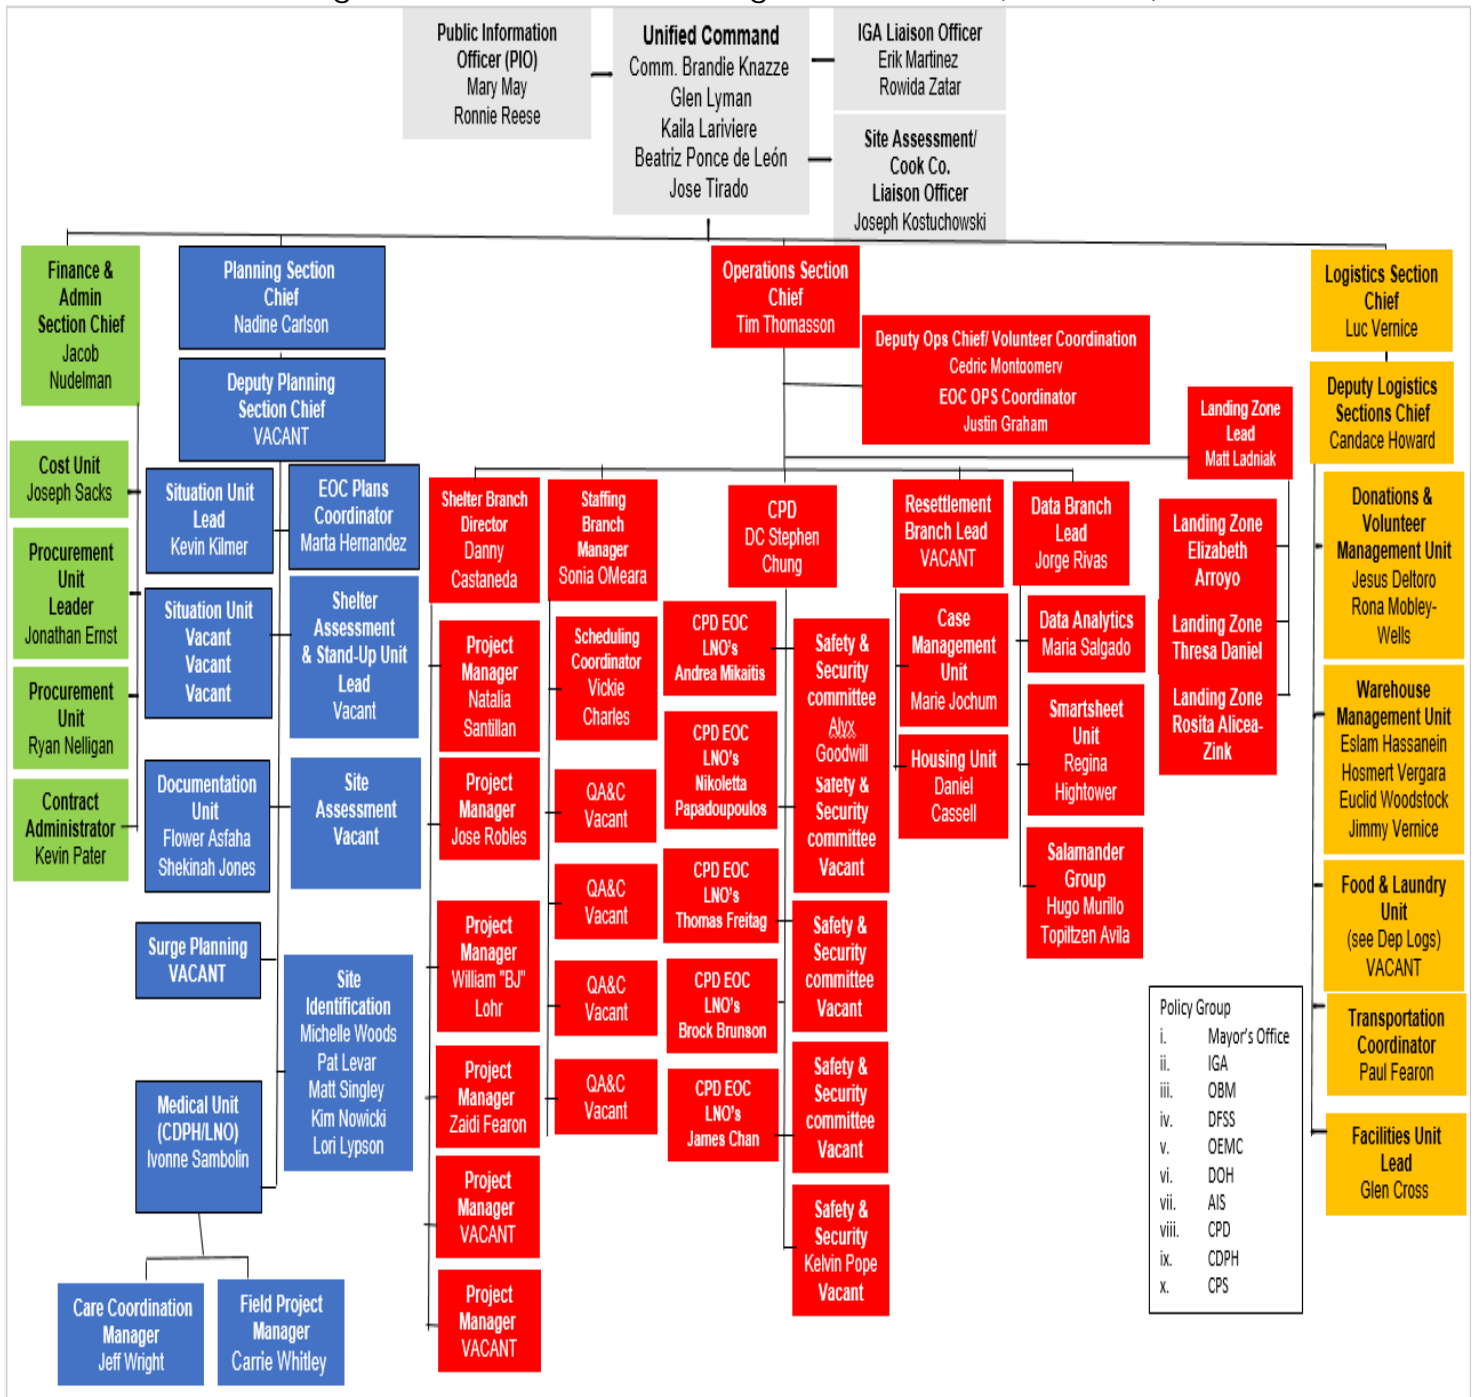 Public Information
Officer (PIO)
Mary May
Ronnie Reese
Unified Command
Comm. Brandie Knazze
Glen Lyman
Kaila Lariviere
Beatriz Ponce de León
Jose Tirado
IGA Liaison Officer
Erik Martinez
Rowida Zatar
Site Assessment/
Cook Co.
Liaison Officer
Joseph Kostuchowski
Finance &
Admin
Section Chief
Jacob
Nudelman
Cost Unit
Joseph Sacks
Procurement
Unit
Leader
Jonathan Ernst
Procurement
Unit
Ryan Nelligan
Contract
Administrator
Kevin Pater
Planning Section
Chief
Nadine Carlson
Deputy Planning
Section Chief
VACANT
Situation Unit
Lead
Kevin Kilmer
EOC Plans
Coordinator
Marta Hernandez
Situation Unit
Vacant
Vacant
Vacant
Shelter
Assessment
& Stand-Up Unit
Lead
Vacant
Documentation
Unit
Flower Asfaha
Shekinah Jones
Site
Assessment
Vacant
Surge Planning
VACANT
Site
Identification
Michelle Woods
Pat Levar
Matt Singley
Kim Nowicki
Lori Lypson
Medical Unit
(CDPH/LNO)
Ivonne Sambolin
Care Coordination
Manager
Jeff Wright
Field Project
Manager
Carrie Whitley
Operations Section
Chief
Tim Thomasson
Deputy Ops Chief/ Volunteer Coordination
Cedric Montgomery
EOC OPS Coordinator
Justin Graham
Landing Zone
Lead
Matt Ladniak
Landing Zone
Elizabeth
Arroyo
Landing Zone
Thresa Daniel
Landing Zone
Rosita Alicea-
Zink
Shelter Branch
Director
Danny
Castaneda
Project
Manager
Natalia
Santillan
Project
Manager
Jose Robles
Project
Manager
William "BJ"
Lohr
Project
Manager
Zaidi Fearon
Project
Manager
VACANT
Project
Manager
VACANT
Staffing
Branch
Manager
Sonia OMeara
Scheduling
Coordinator
Vickie
Charles
QA&C
Vacant
QA&C
Vacant
QA&C
Vacant
QA&C
Vacant
CPD
DC Stephen
Chung
CPD EOC
LNO's
Andrea Mikaitis
CPD EOC
LNO's
Nikoletta
Papadoupoulos
CPD EOC
LNO's
Thomas Freitag
CPD EOC
LNO's
Brock Brunson
CPD EOC
LNO's
James Chan
Safety &
Security
committee
Alyx
Goodwill
Safety &
Security
committee
Vacant
Safety &
Security
committee
Vacant
Safety &
Security
committee
Vacant
Safety &
Security
Kelvin Pope
Vacant
Resettlement
Branch Lead
VACANT
Case
Management
Unit
Marie Jochum
Housing Unit
Daniel
Cassell
Data Branch
Lead
Jorge Rivas
Data Analytics
Maria Salgado
Smartsheet
Unit
Regina
Hightower
Salamander
Group
Hugo Murillo
Topiltzen Avila
Logistics Section
Chief
Luc Vernice
Deputy Logistics
Sections Chief
Candace Howard
Donations &
Volunteer
Management Unit
Jesus Deltoro
Rona Mobley-
Wells
Warehouse
Management Unit
Eslam Hassanein
Hosmert Vergara
Euclid Woodstock
Jimmy Vernice
Food & Laundry
Unit
(see Dep Logs)
VACANT
Transportation
Coordinator
Paul Fearon
Facilities Unit
Lead
Glen Cross
Policy Group
i. Mayor's Office
ii. IGA
iii. OBM
iv. DFSS
v. OEMC
vi. DOH
vii. AIS
viii. CPD
ix. CDPH
x. CPS